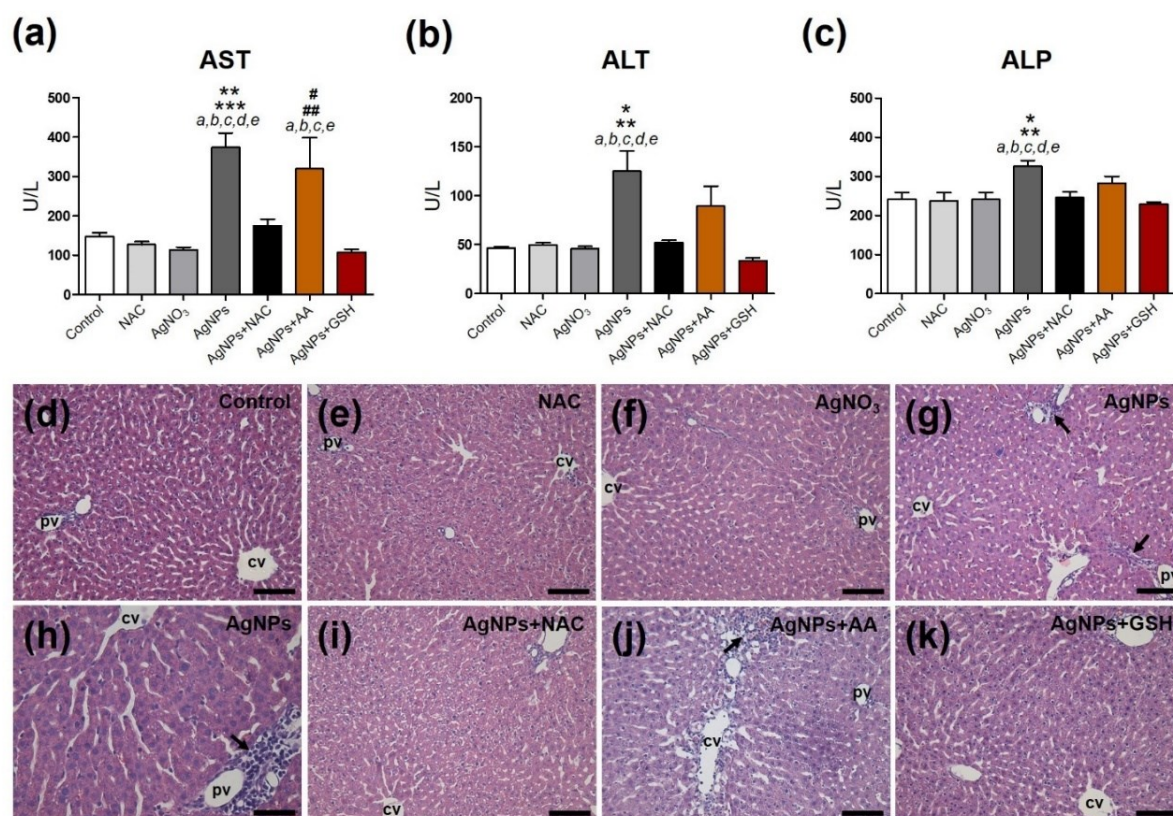 (a)
AST
**
***
a,b,c,d,e
#
##
a,b,c,e
500
400
300
200
100
0
U/L
Control
NAC
AgNO₃
AgNPs
AgNPs+NAC
AgNPs+AA
AgNPs+GSH
(b)
ALT
*
**
a,b,c,d,e
200
150
100
50
0
U/L
Control
NAC
AgNO₃
AgNPs
AgNPs+NAC
AgNPs+AA
AgNPs+GSH
(c)
ALP
*
**
a,b,c,d,e
500
400
300
200
100
0
U/L
Control
NAC
AgNO₃
AgNPs
AgNPs+NAC
AgNPs+AA
AgNPs+GSH
(d)
Control
pv
cv
(e)
NAC
pv
cv
(f)
AgNO₃
cv
pv
(g)
AgNPs
cv
pv
(h)
AgNPs
cv
pv
(i)
AgNPs+NAC
cv
(j)
AgNPs+AA
pv
cv
(k)
AgNPs+GSH
cv